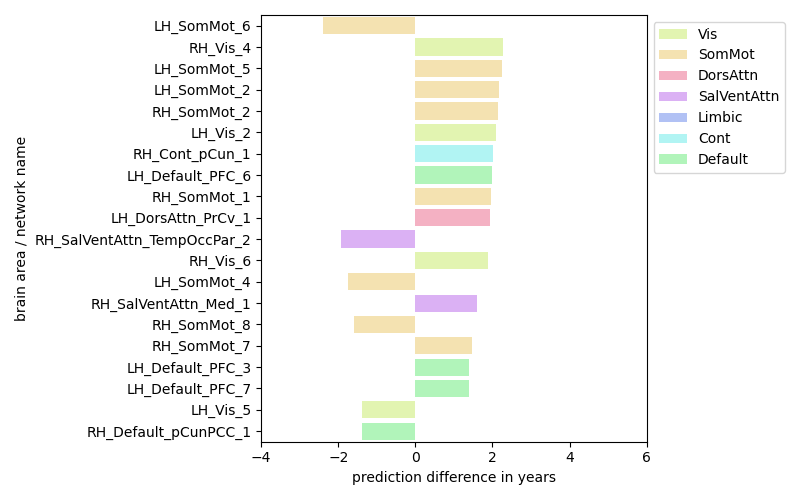 brain area / network name
LH_SomMot_6
RH_Vis_4
LH_SomMot_5
LH_SomMot_2
RH_SomMot_2
LH_Vis_2
RH_Cont_pCun_1
LH_Default_PFC_6
RH_SomMot_1
LH_DorsAttn_PrCv_1
RH_SalVentAttn_TempOccPar_2
RH_Vis_6
LH_SomMot_4
RH_SalVentAttn_Med_1
RH_SomMot_8
RH_SomMot_7
LH_Default_PFC_3
LH_Default_PFC_7
LH_Vis_5
RH_Default_pCunPCC_1
−4 −2 0 2 4 6
prediction difference in years
Vis
SomMot
DorsAttn
SalVentAttn
Limbic
Cont
Default